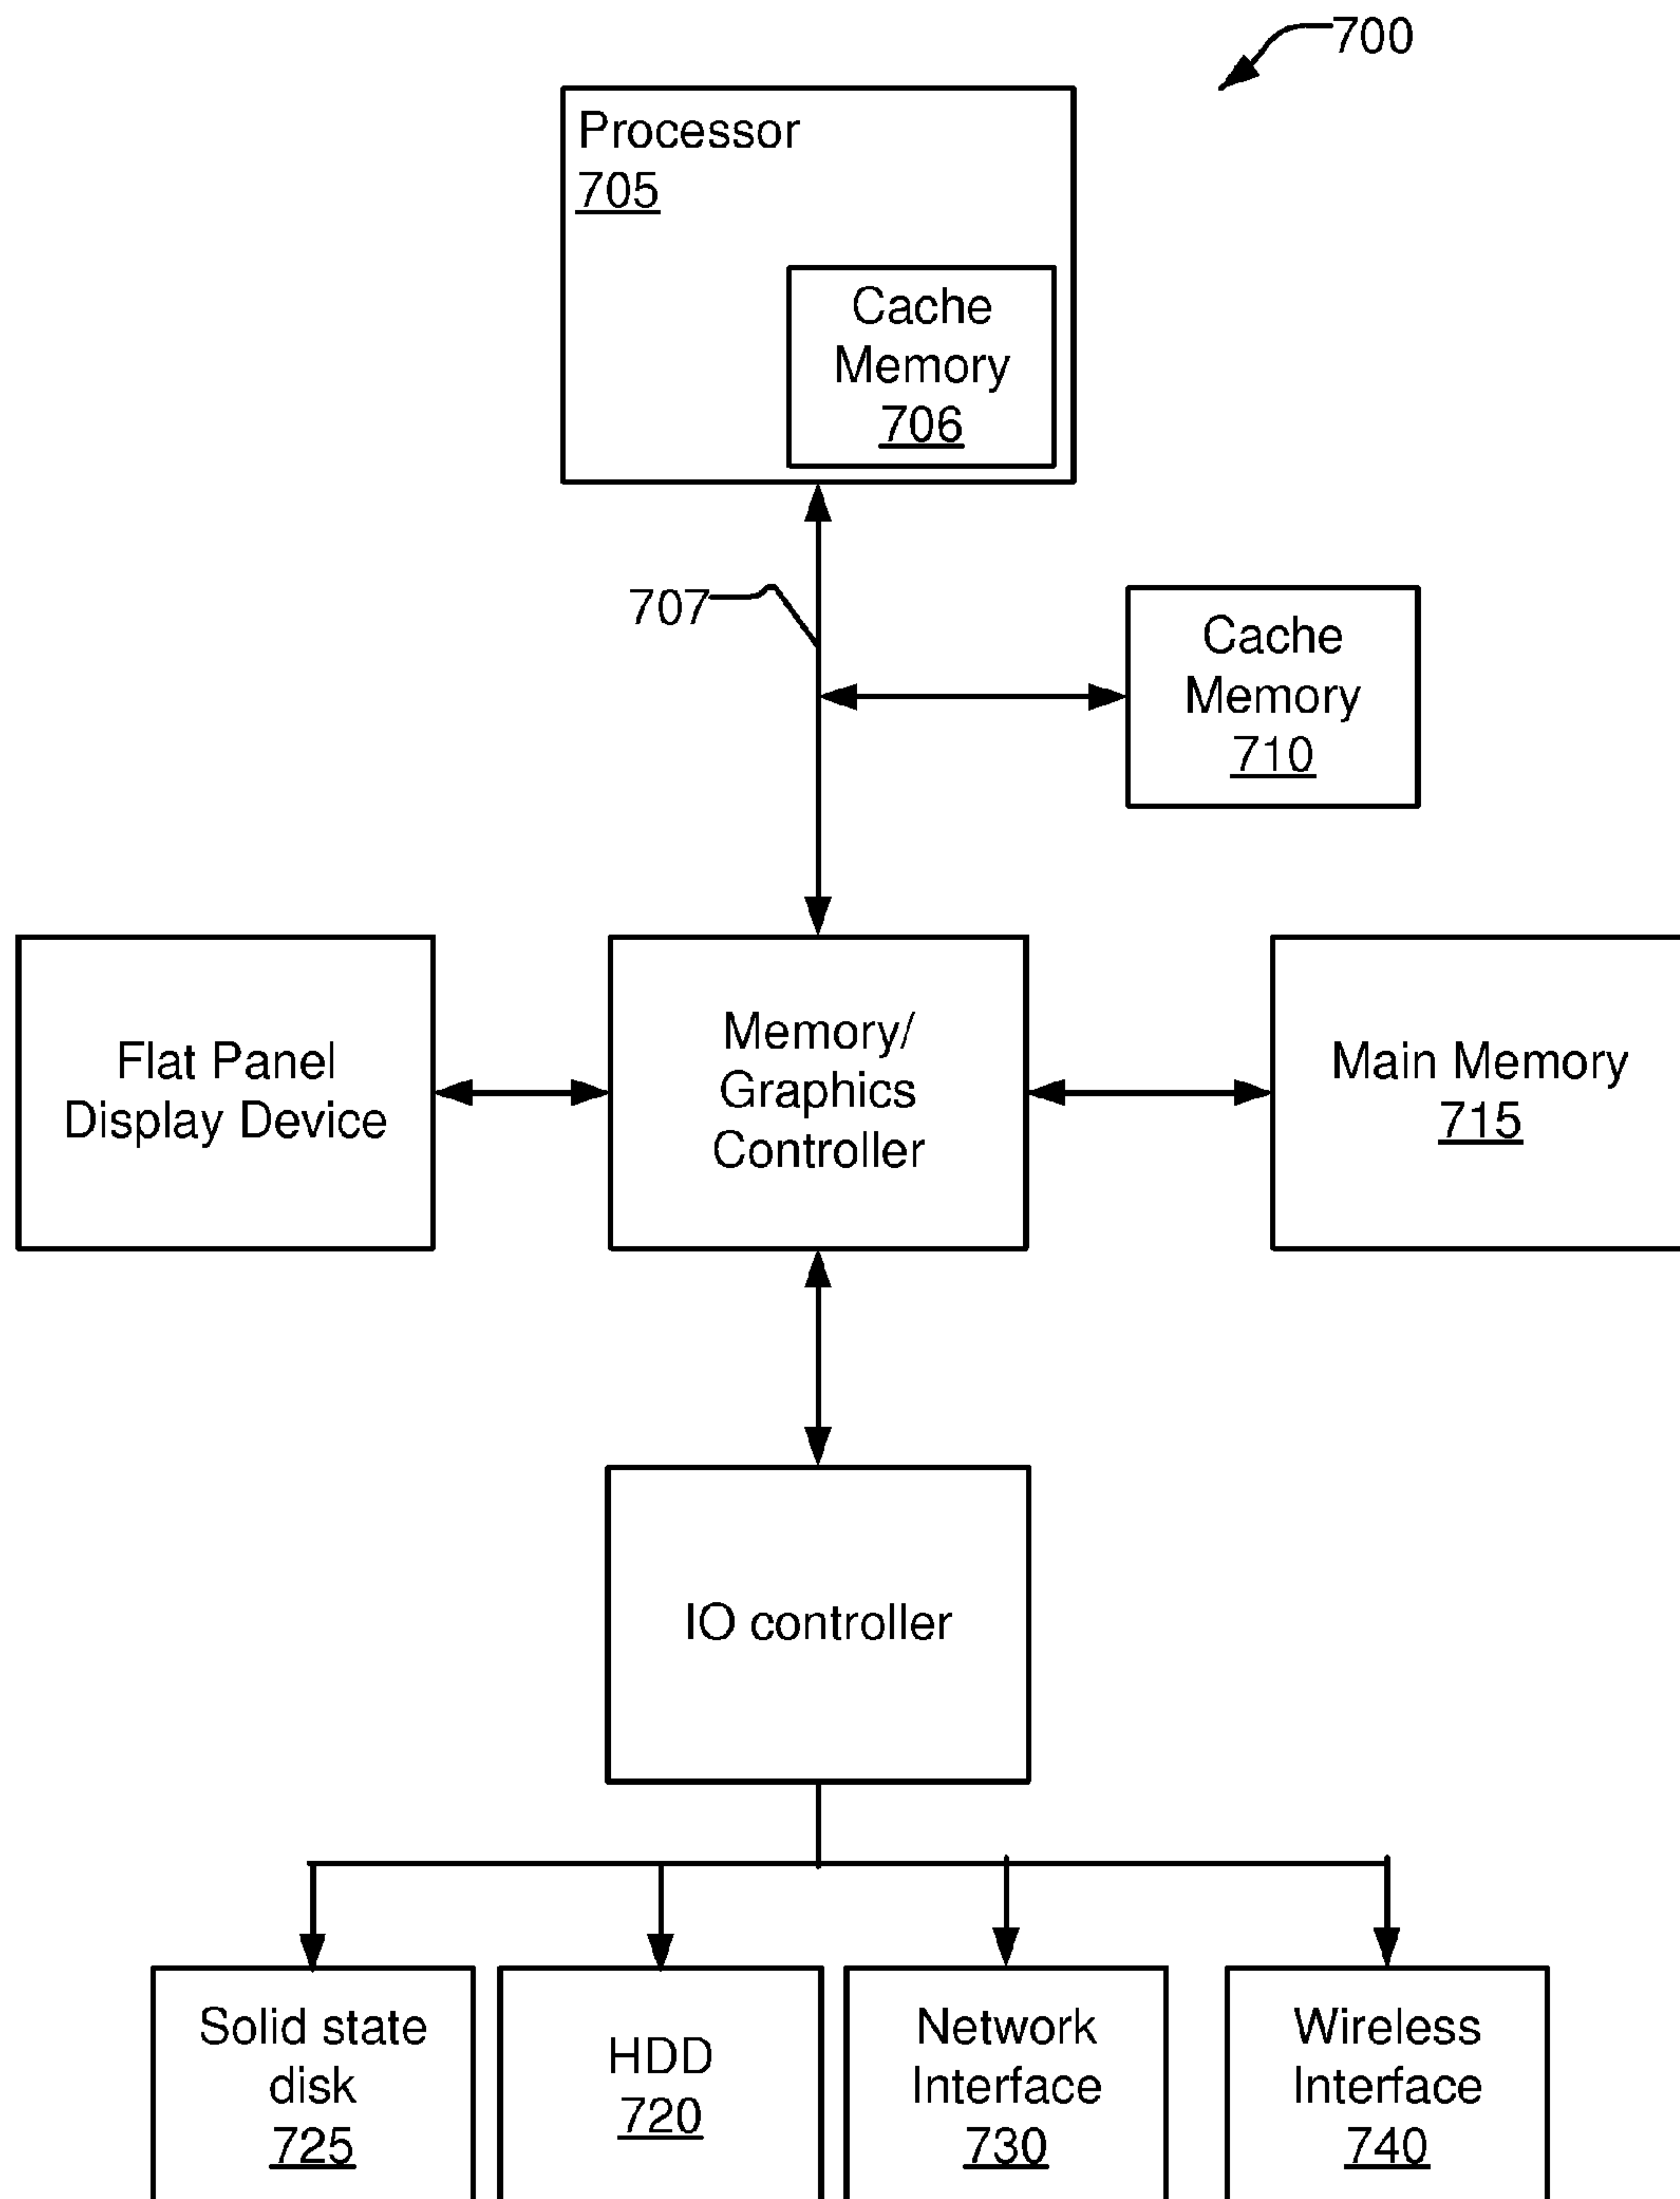 700
Processor
705
Cache
Memory
706
707
Cache
Memory
710
Flat Panel
Display Device
Memory/
Graphics
Controller
Main Memory
715
IO controller
Solid state
disk
725
HDD
720
Network
Interface
730
Wireless
Interface
740